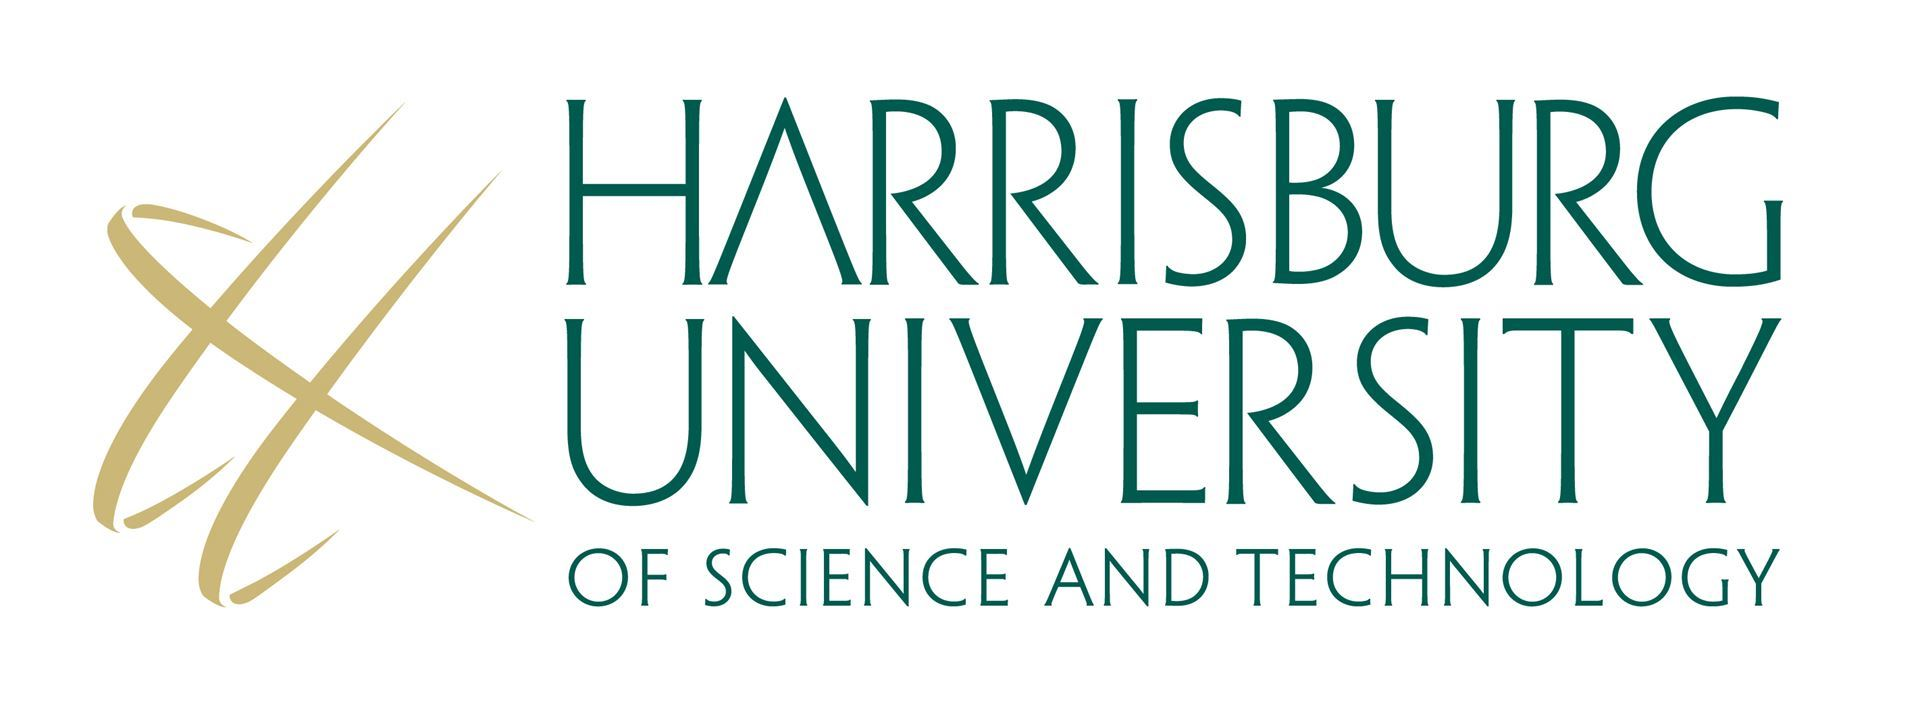 HARRISBURG
UNIVERSITY
OF SCIENCE AND TECHNOLOGY